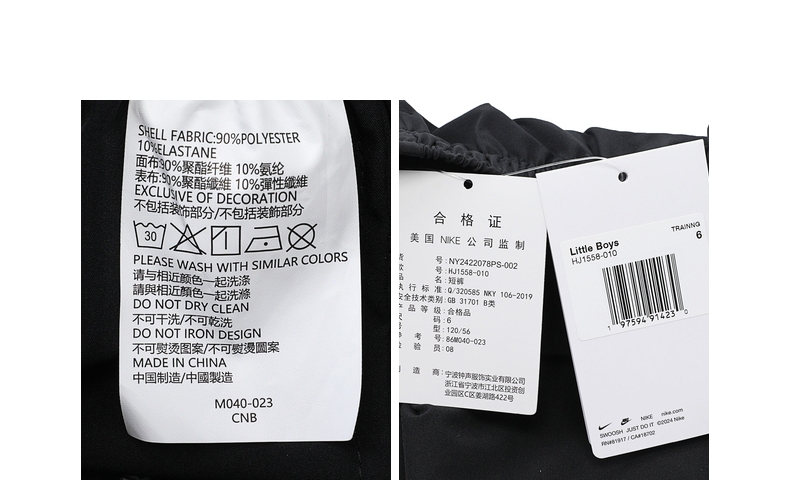 SHELL FABRIC:90%POLYESTER
10%ELASTANE
面布:90%聚酯纤维 10%氨纶
表布:90%聚酯纖維 10%彈性纖維
EXCLUSIVE OF DECORATION
不包括装饰部分/不包括裝飾部分
30
PLEASE WASH WITH SIMILAR COLORS
请与相近颜色一起洗涤
請與相近顏色一起洗滌
DO NOT DRY CLEAN
不可干洗/不可乾洗
DO NOT IRON DESIGN
不可熨烫图案/不可熨燙圖案
MADE IN CHINA
中国制造/中國製造
M040-023
CNB
合格证
美国 NIKE 公司监制
号:NY2422078PS-002
号:HJ1558-010
名:短裤
执行标准:Q/320585 NKY 106-2019
安全技术类别:GB 31701 B类
产品等级:合格品
码:6
型:120/56
考号:86M040-023
检验员:08
制造商:宁波钟声服饰实业有限公司
浙江省宁波市江北区投资创
业园区C区姜湖路422号
TRAINNG
Little Boys
6
HJ1558-010
1 97594 91423 0
NIKE nike.com
SWOOSH JUST DO IT ©2024 Nike
RN#81917 / CA#18702